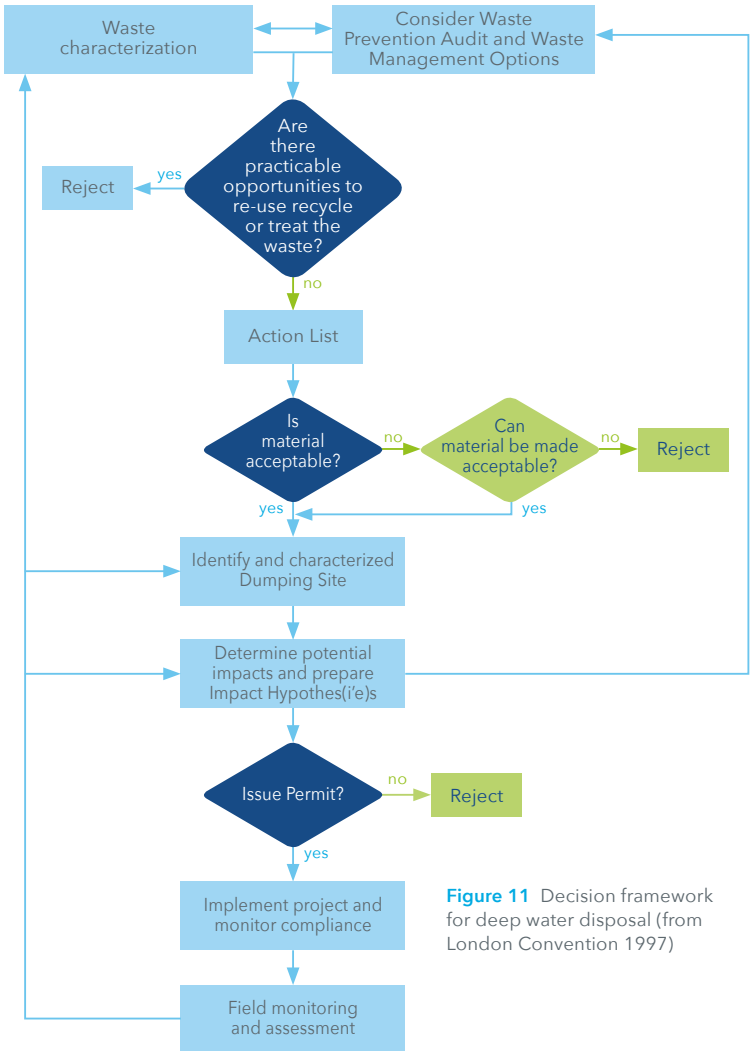 Waste
characterization
Consider Waste
Prevention Audit and Waste
Management Options
Are
there
practicable
opportunities to
re-use recycle
or treat the
waste?
yes
Reject
no
Action List
Is
material
acceptable?
no
Can
material be made
acceptable?
no
Reject
yes
yes
Identify and characterized
Dumping Site
Determine potential
impacts and prepare
Impact Hypothes(i'e)s
Issue Permit?
no
Reject
yes
Implement project and
monitor compliance
Figure 11 Decision framework
for deep water disposal (from
London Convention 1997)
Field monitoring
and assessment